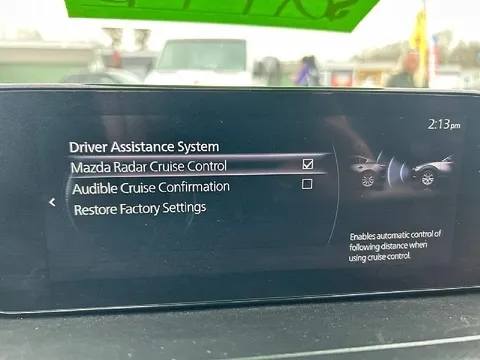 2:13pm
Driver Assistance System
Mazda Radar Cruise Control
Audible Cruise Confirmation
Restore Factory Settings
Enables automatic control of
following distance when
using cruise control.